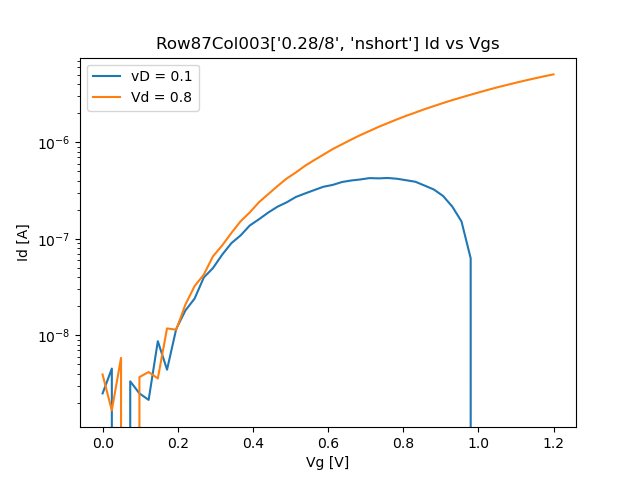 Row87Col003['0.28/8', 'nshort'] Id vs Vgs
vD = 0.1
Vd = 0.8
10⁻⁶
10⁻⁷
10⁻⁸
Id [A]
0.0 0.2 0.4 0.6 0.8 1.0 1.2
Vg [V]